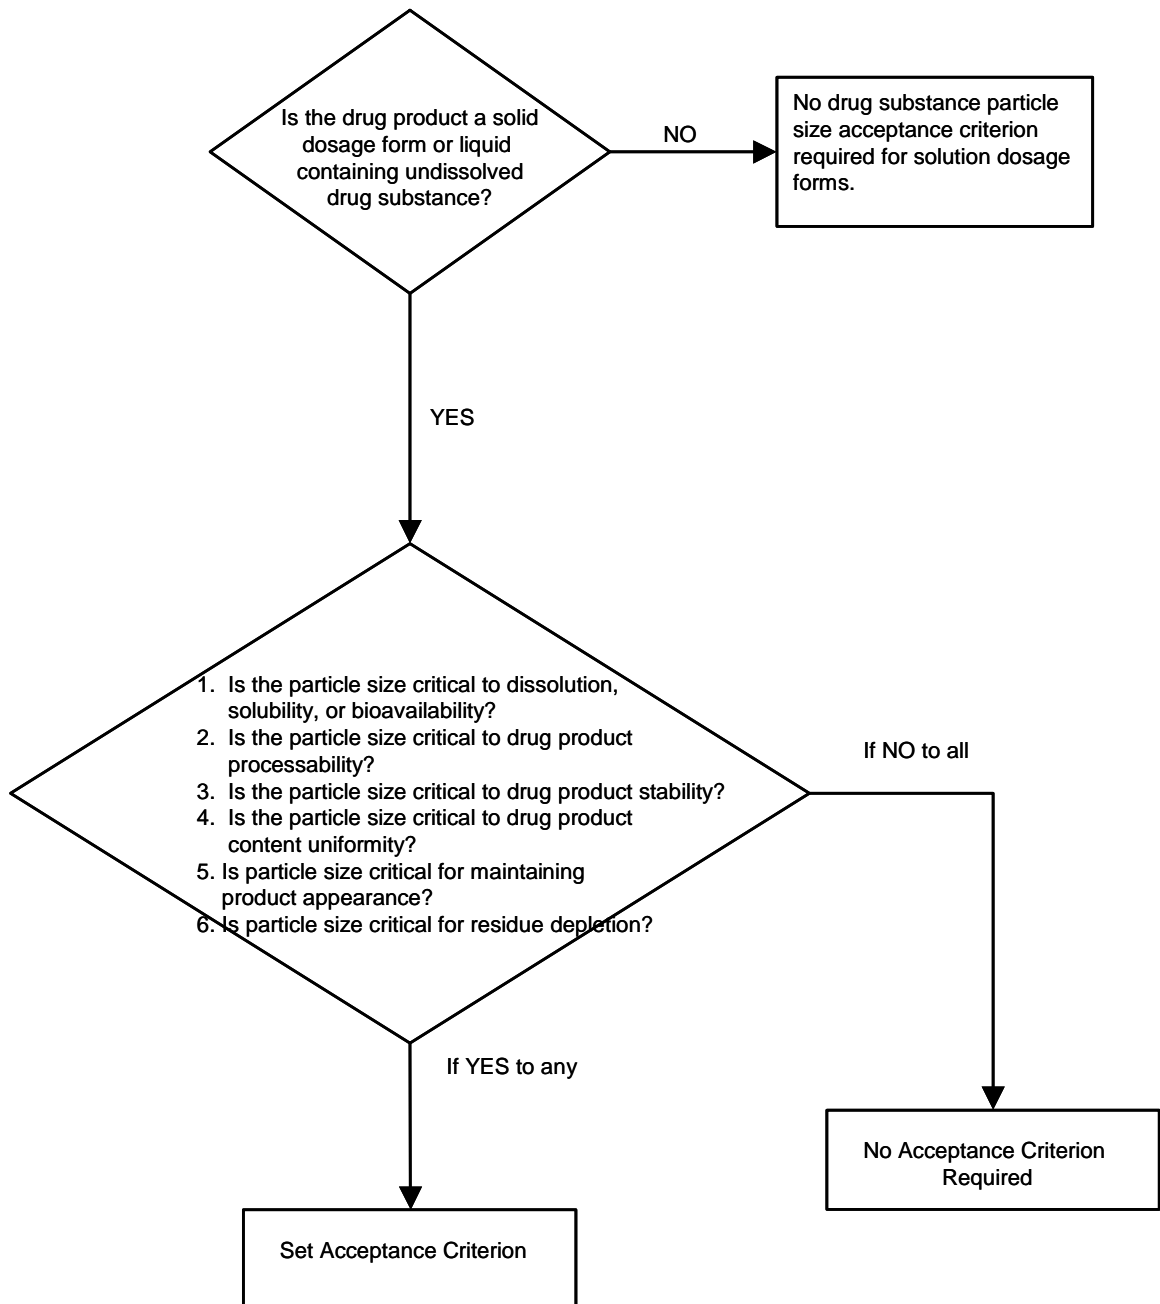 Is the drug product a solid
dosage form or liquid
containing undissolved
drug substance?
NO
No drug substance particle
size acceptance criterion
required for solution dosage
forms.
YES
1. Is the particle size critical to dissolution,
solubility, or bioavailability?
2. Is the particle size critical to drug product
processability?
3. Is the particle size critical to drug product stability?
4. Is the particle size critical to drug product
content uniformity?
5. Is particle size critical for maintaining
product appearance?
6. Is particle size critical for residue depletion?
If NO to all
If YES to any
No Acceptance Criterion
Required
Set Acceptance Criterion